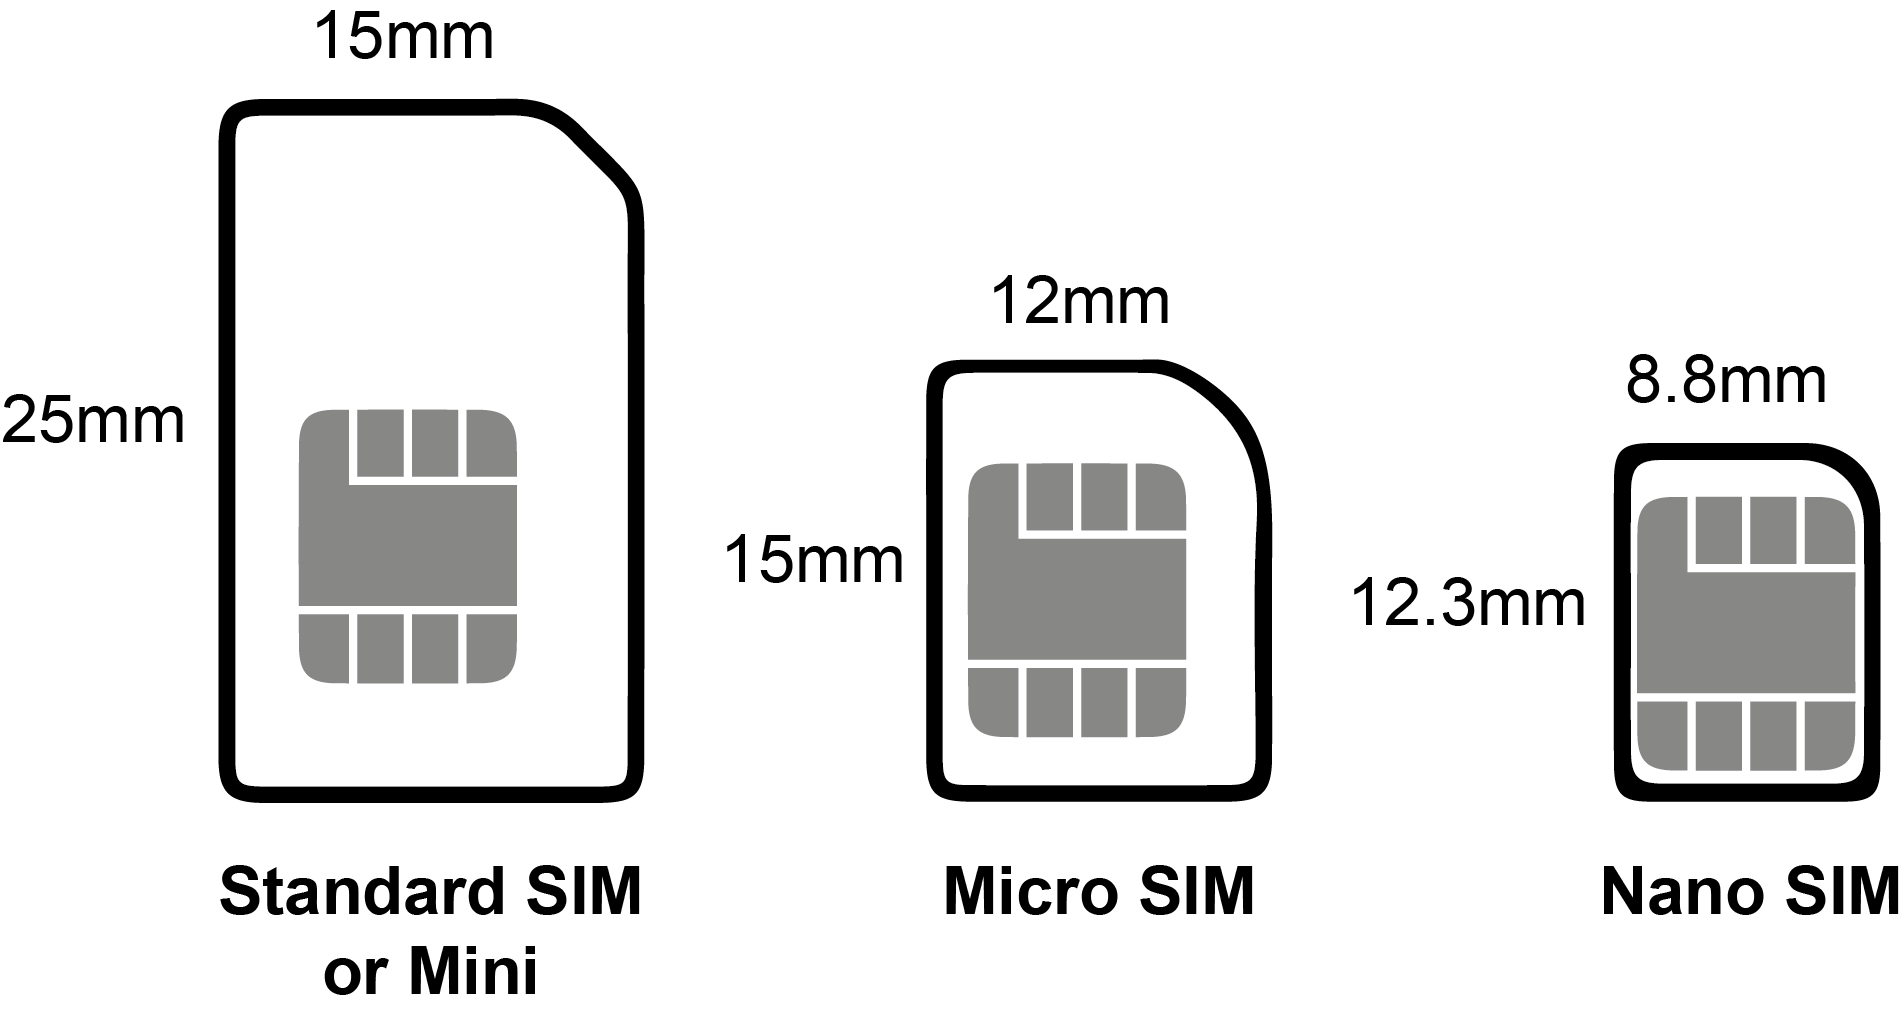 15mm
25mm
Standard SIM
or Mini
12mm
15mm
Micro SIM
8.8mm
12.3mm
Nano SIM